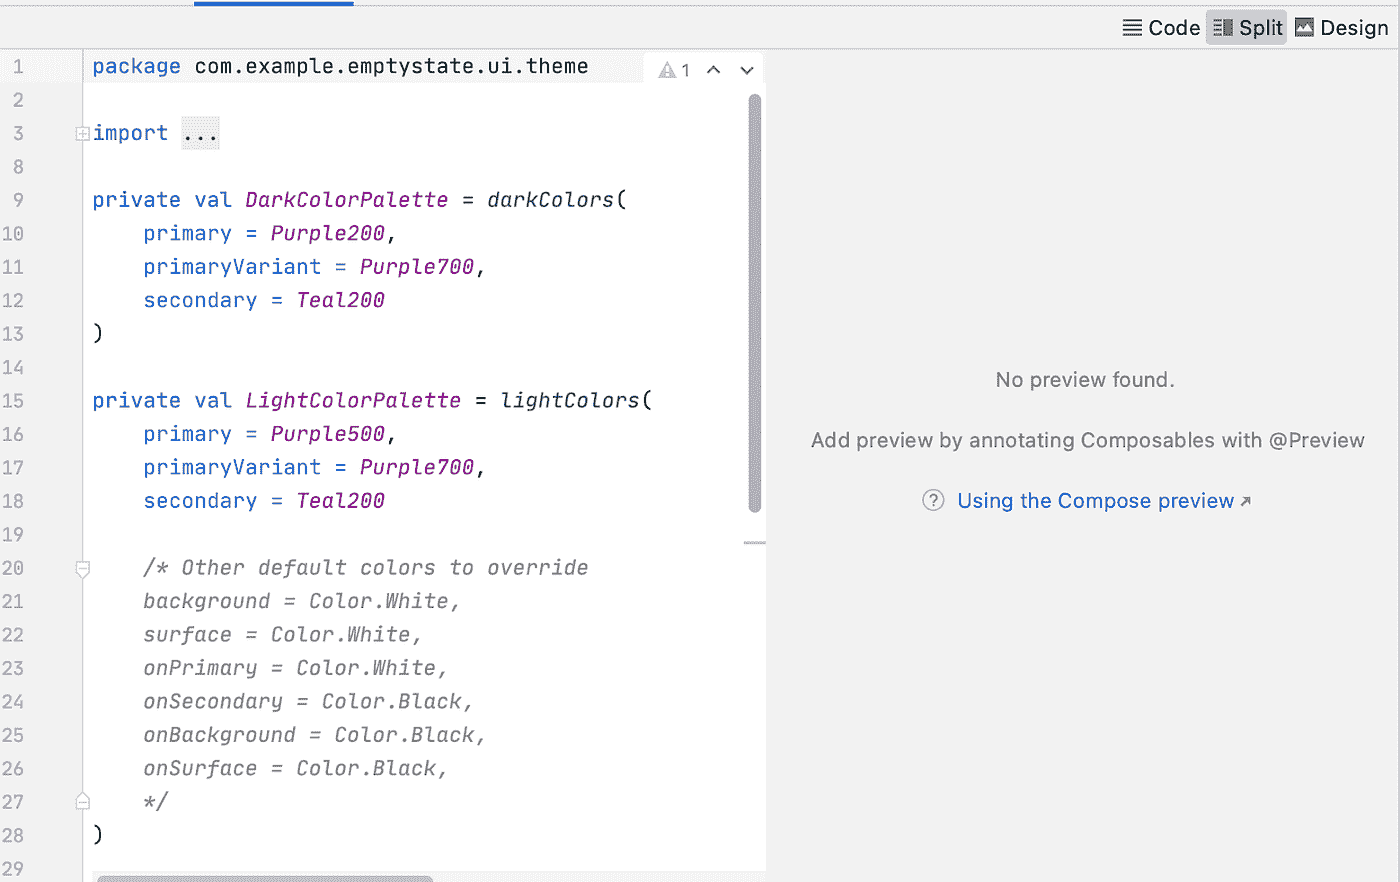 Code Split Design
1 package com.example.emptystate.ui.theme 1
2
3 import ...
8
9 private val DarkColorPalette = darkColors(
10 primary = Purple200,
11 primaryVariant = Purple700,
12 secondary = Teal200
13 )
14
15 private val LightColorPalette = lightColors(
16 primary = Purple500,
17 primaryVariant = Purple700,
18 secondary = Teal200
19
20 /* Other default colors to override
21 background = Color.White,
22 surface = Color.White,
23 onPrimary = Color.White,
24 onSecondary = Color.Black,
25 onBackground = Color.Black,
26 onSurface = Color.Black,
27 */
28 )
29
No preview found.
Add preview by annotating Composables with @Preview
? Using the Compose preview ↗